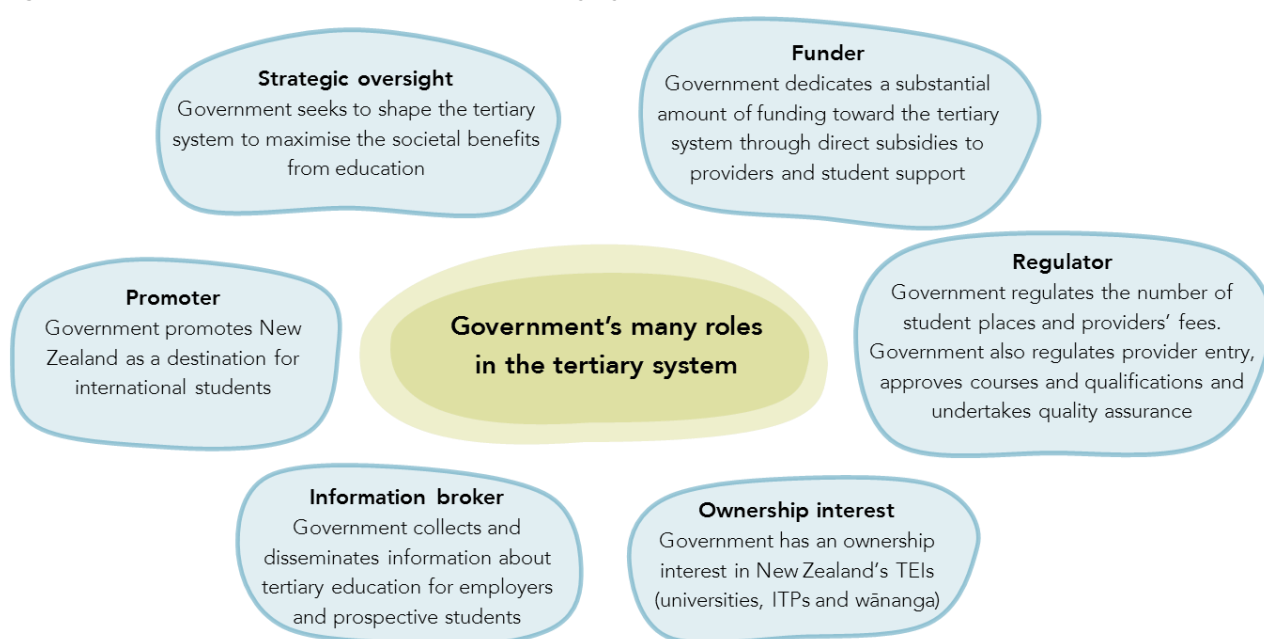 Strategic oversight
Government seeks to shape the tertiary
system to maximise the societal benefits
from education
Funder
Government dedicates a substantial
amount of funding toward the tertiary
system through direct subsidies to
providers and student support
Promoter
Government promotes New
Zealand as a destination for
international students
Government's many roles
in the tertiary system
Regulator
Government regulates the number of
student places and providers' fees.
Government also regulates provider entry,
approves courses and qualifications and
undertakes quality assurance
Information broker
Government collects and
disseminates information about
tertiary education for employers
and prospective students
Ownership interest
Government has an ownership
interest in New Zealand's TEIs
(universities, ITPs and wānanga)